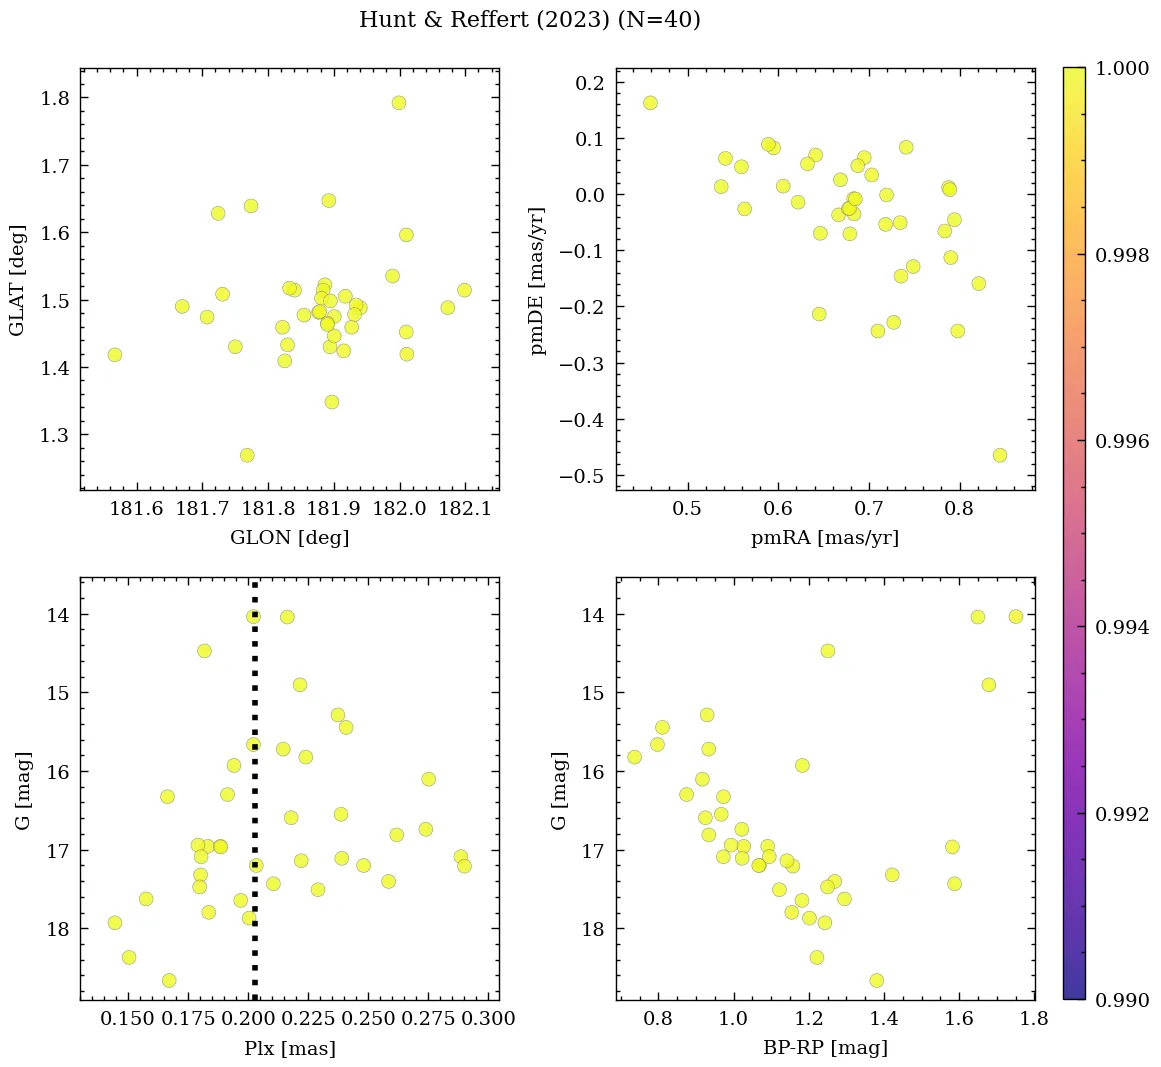 Hunt & Reffert (2023) (N=40)
1.8
1.7
1.6
1.5
1.4
1.3
GLAT [deg]
181.6 181.7 181.8 181.9 182.0 182.1
GLON [deg]
0.2
0.1
0.0
−0.1
−0.2
−0.3
−0.4
−0.5
pmDE [mas/yr]
0.5 0.6 0.7 0.8
pmRA [mas/yr]
14
15
16
17
18
G [mag]
0.150 0.175 0.200 0.225 0.250 0.275 0.300
Plx [mas]
14
15
16
17
18
G [mag]
0.8 1.0 1.2 1.4 1.6 1.8
BP-RP [mag]
1.000
0.998
0.996
0.994
0.992
0.990